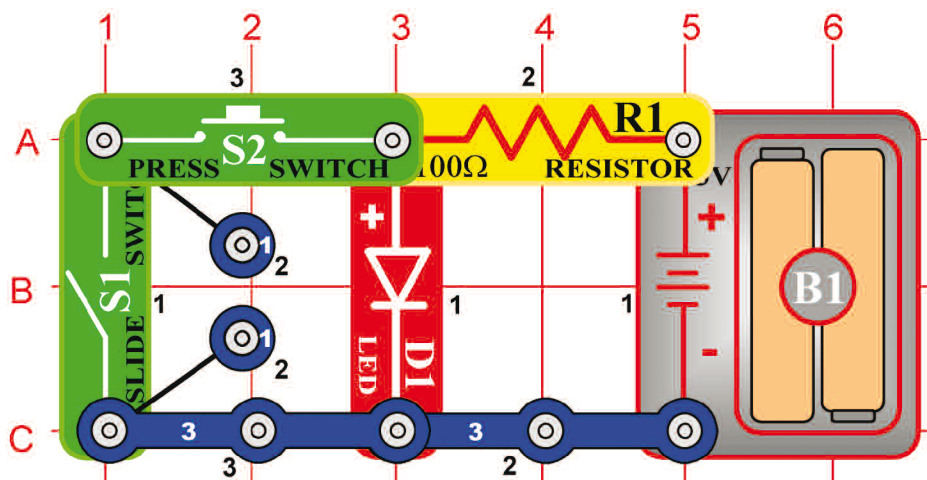 1 2 3 4 5 6
3 2
A
S2 R1
PRESS SWITCH 100Ω RESISTOR V
SLIDE SWITC
S1
1
2
1
2
+
LED
D1
+
-
B1
B
1 1 1
C
3 3
3 2